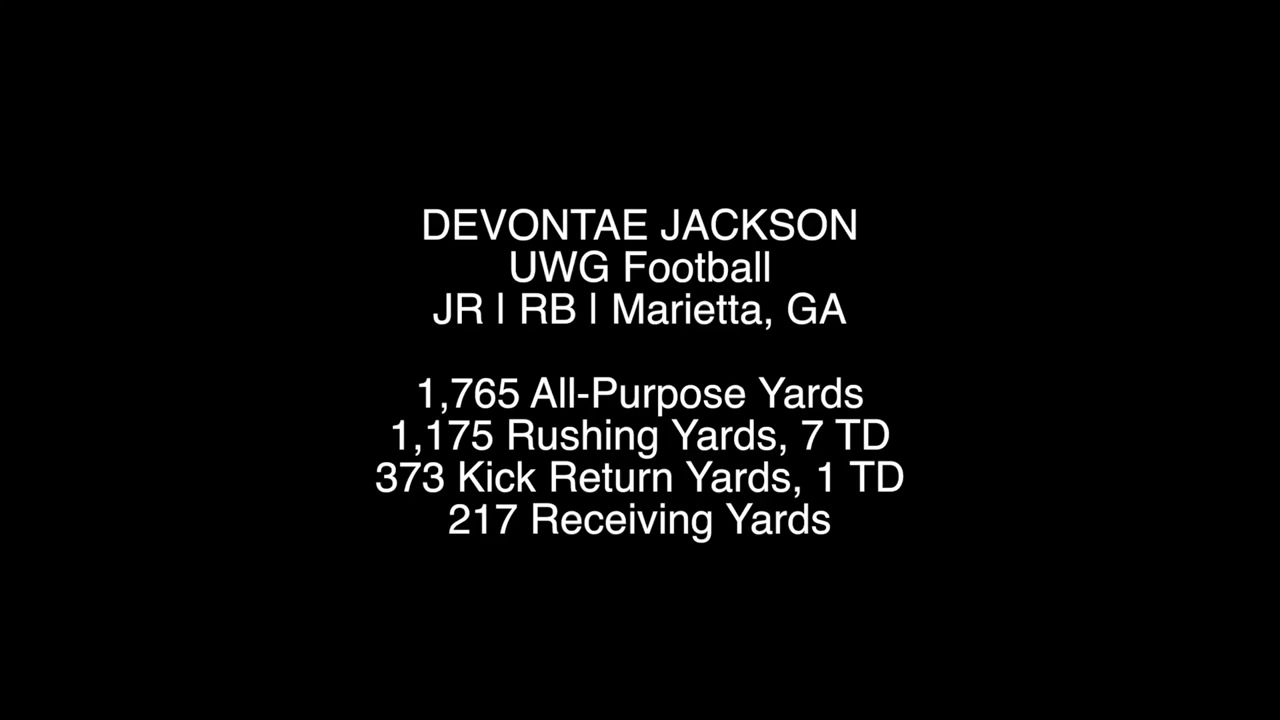 DEVONTAE JACKSON
UWG Football
JR | RB | Marietta, GA
1,765 All-Purpose Yards
1,175 Rushing Yards, 7 TD
373 Kick Return Yards, 1 TD
217 Receiving Yards